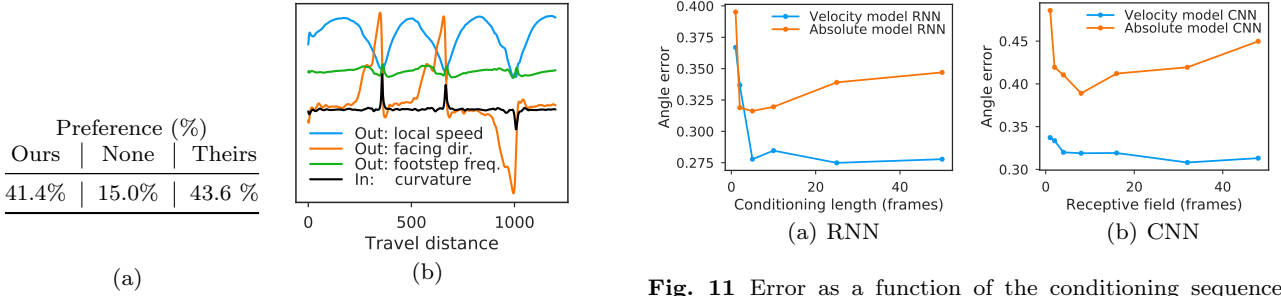 Preference (%)
Ours | None | Theirs
41.4% | 15.0% | 43.6 %
(a)
Out: local speed
Out: facing dir.
Out: footstep freq.
In: curvature
0 500 1000
Travel distance
(b)
0.400
0.375
0.350
0.325
0.300
0.275
Angle error
Velocity model RNN
Absolute model RNN
0 20 40
Conditioning length (frames)
(a) RNN
0.45
0.40
0.35
0.30
Angle error
Velocity model CNN
Absolute model CNN
0 20 40
Receptive field (frames)
(b) CNN
Fig. 11 Error as a function of the conditioning sequence